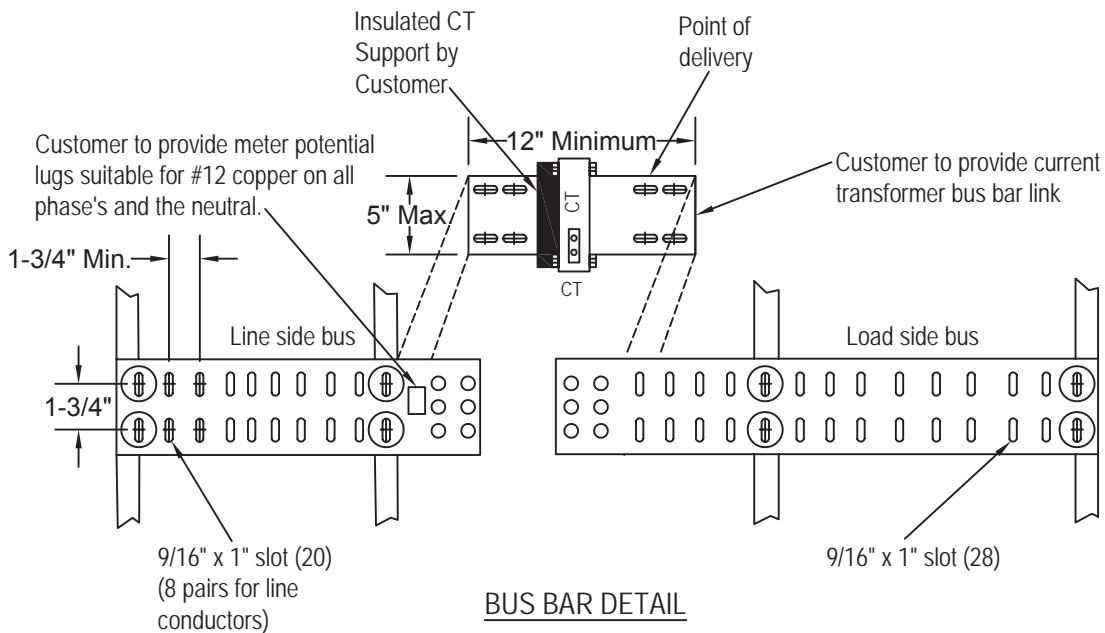 Insulated CT
Support by
Customer
Point of
delivery
Customer to provide meter potential
lugs suitable for #12 copper on all
phase's and the neutral.
12" Minimum
Customer to provide current
transformer bus bar link
5" Max.
CT
CT
1-3/4" Min.
Line side bus
Load side bus
1-3/4"
9/16" x 1" slot (20)
(8 pairs for line
conductors)
9/16" x 1" slot (28)
BUS BAR DETAIL